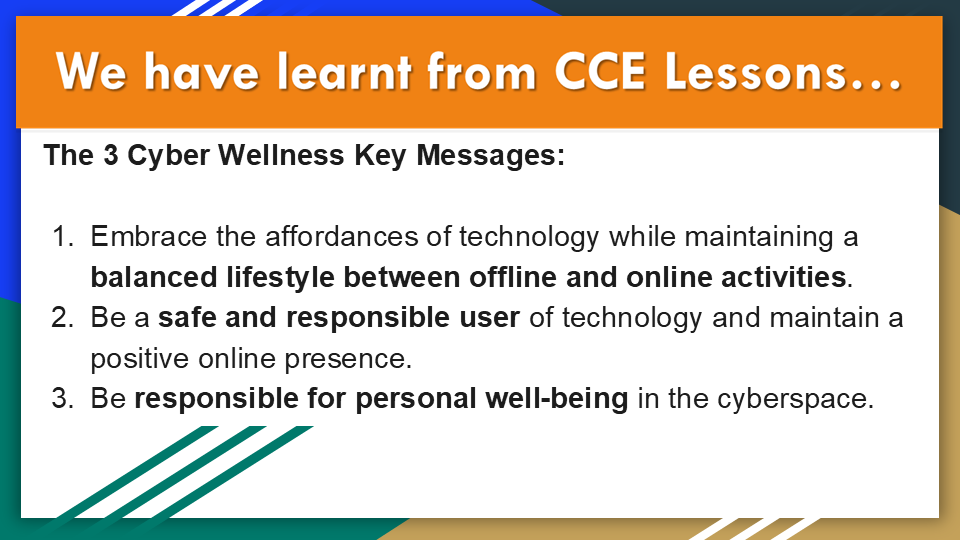 We have learnt from CCE Lessons...
The 3 Cyber Wellness Key Messages:
1. Embrace the affordances of technology while maintaining a
balanced lifestyle between offline and online activities.
2. Be a safe and responsible user of technology and maintain a
positive online presence.
3. Be responsible for personal well-being in the cyberspace.